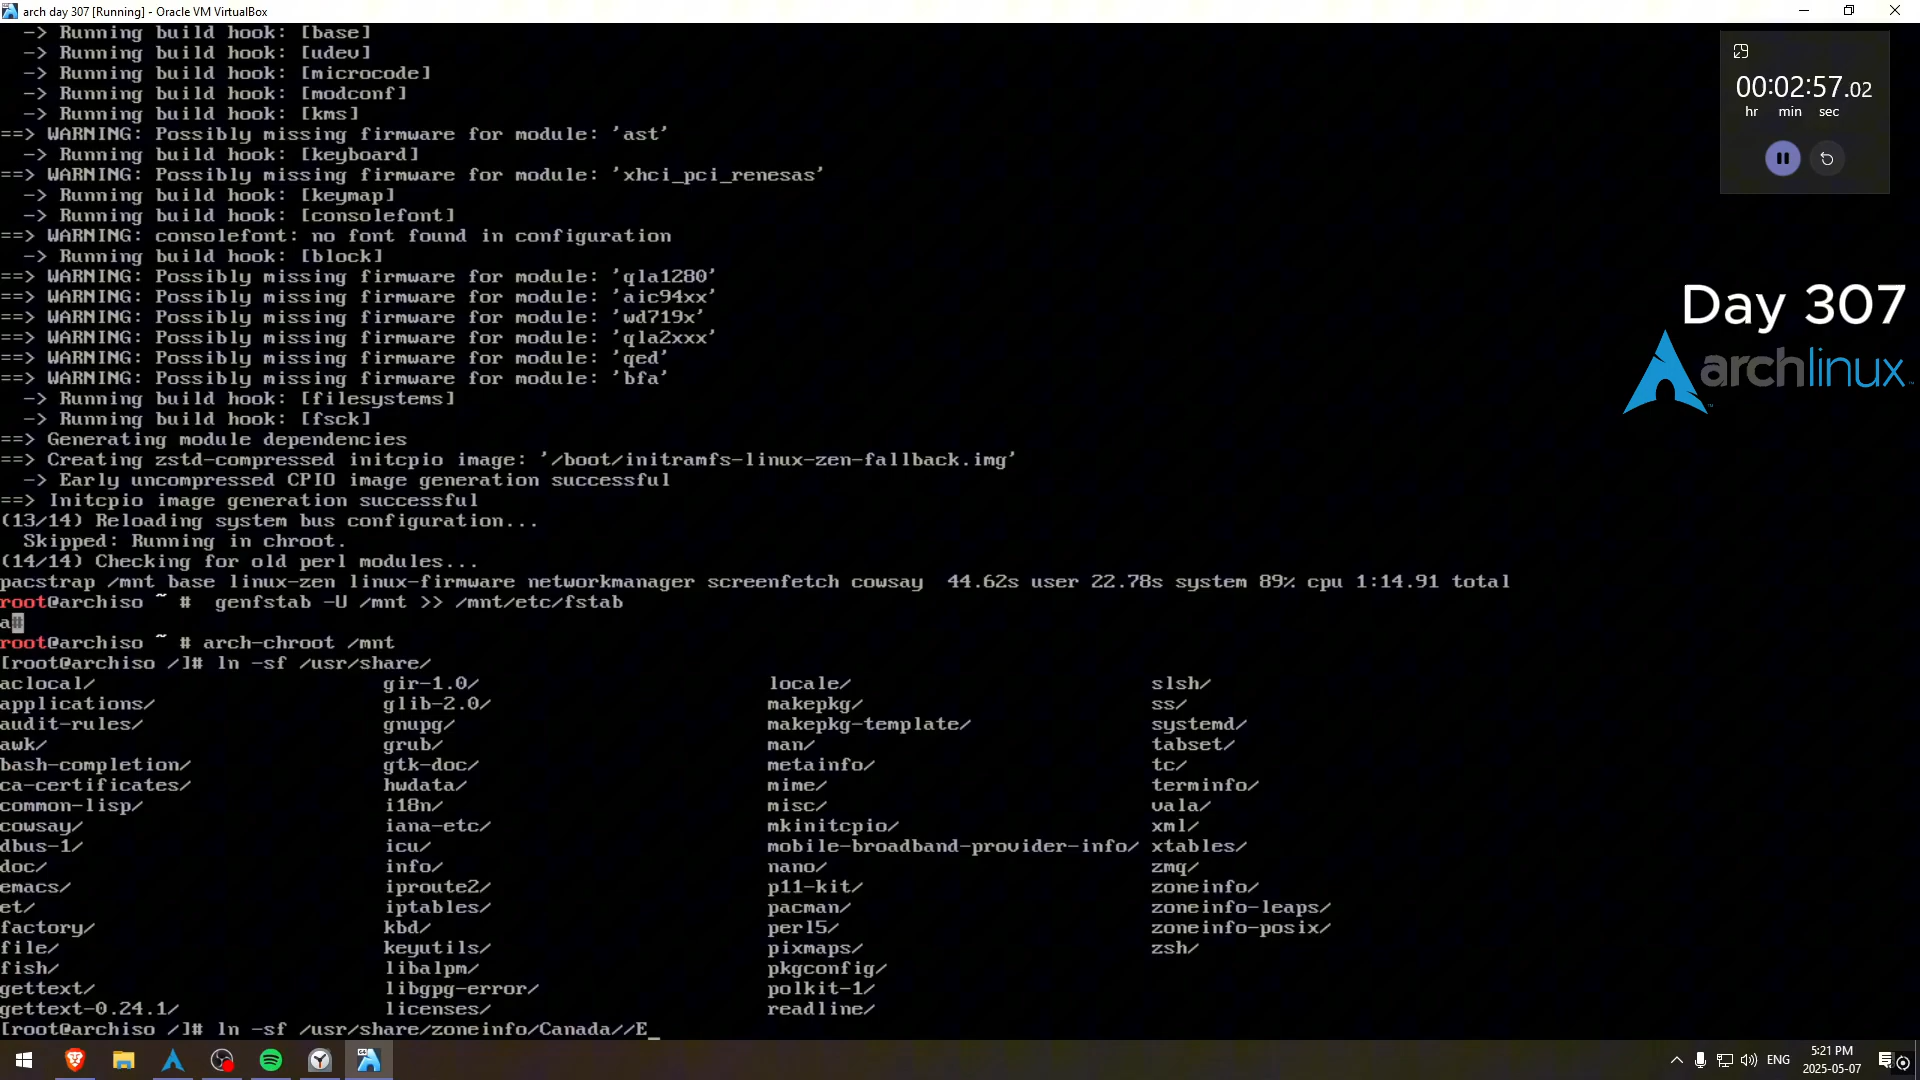 arch day 307 [Running] - Oracle VM VirtualBox
-> Running build hook: [base]
-> Running build hook: [udev]
-> Running build hook: [microcode]
-> Running build hook: [modconf]
-> Running build hook: [kms]
==> WARNING: Possibly missing firmware for module: 'ast'
-> Running build hook: [keyboard]
==> WARNING: Possibly missing firmware for module: 'xhci_pci_renesas'
-> Running build hook: [keymap]
-> Running build hook: [consolefont]
==> WARNING: consolefont: no font found in configuration
-> Running build hook: [block]
==> WARNING: Possibly missing firmware for module: 'qla1280'
==> WARNING: Possibly missing firmware for module: 'aic94xx'
==> WARNING: Possibly missing firmware for module: 'wd719x'
==> WARNING: Possibly missing firmware for module: 'qla2xxx'
==> WARNING: Possibly missing firmware for module: 'qed'
==> WARNING: Possibly missing firmware for module: 'bfa'
-> Running build hook: [filesystems]
-> Running build hook: [fsck]
==> Generating module dependencies
==> Creating zstd-compressed initcpio image: '/boot/initramfs-linux-zen-fallback.img'
-> Early uncompressed CPIO image generation successful
==> Initcpio image generation successful
(13/14) Reloading system bus configuration...
Skipped: Running in chroot.
(14/14) Checking for old perl modules...
pacstrap /mnt base linux-zen linux-firmware networkmanager screenfetch cowsay  44.62s user 22.78s system 89% cpu 1:14.91 total
root@archiso ~ #  genfstab -U /mnt >> /mnt/etc/fstab
a#
root@archiso ~ # arch-chroot /mnt
[root@archiso /]# ln -sf /usr/share/
aclocal/ gir-1.0/ locale/ slsh/
applications/ glib-2.0/ makepkg/ ss/
audit-rules/ gnupg/ makepkg-template/ systemd/
awk/ grub/ man/ tabset/
bash-completion/ gtk-doc/ metainfo/ tc/
ca-certificates/ hwdata/ mime/ terminfo/
common-lisp/ i18n/ misc/ vala/
cowsay/ iana-etc/ mkinitcpio/ xml/
dbus-1/ icu/ mobile-broadband-provider-info/ xtables/
doc/ info/ nano/ zmq/
emacs/ iproute2/ p11-kit/ zoneinfo/
et/ iptables/ pacman/ zoneinfo-leaps/
factory/ kbd/ perl5/ zoneinfo-posix/
file/ keyutils/ pixmaps/ zsh/
fish/ libalpm/ pkgconfig/
gettext/ libgpg-error/ polkit-1/
gettext-0.24.1/ licenses/ readline/
[root@archiso /]# ln -sf /usr/share/zoneinfo/Canada//E_
00:02:57.02
hr min sec
Day 307
archlinux
TM
ENG
5:21 PM
2025-05-07